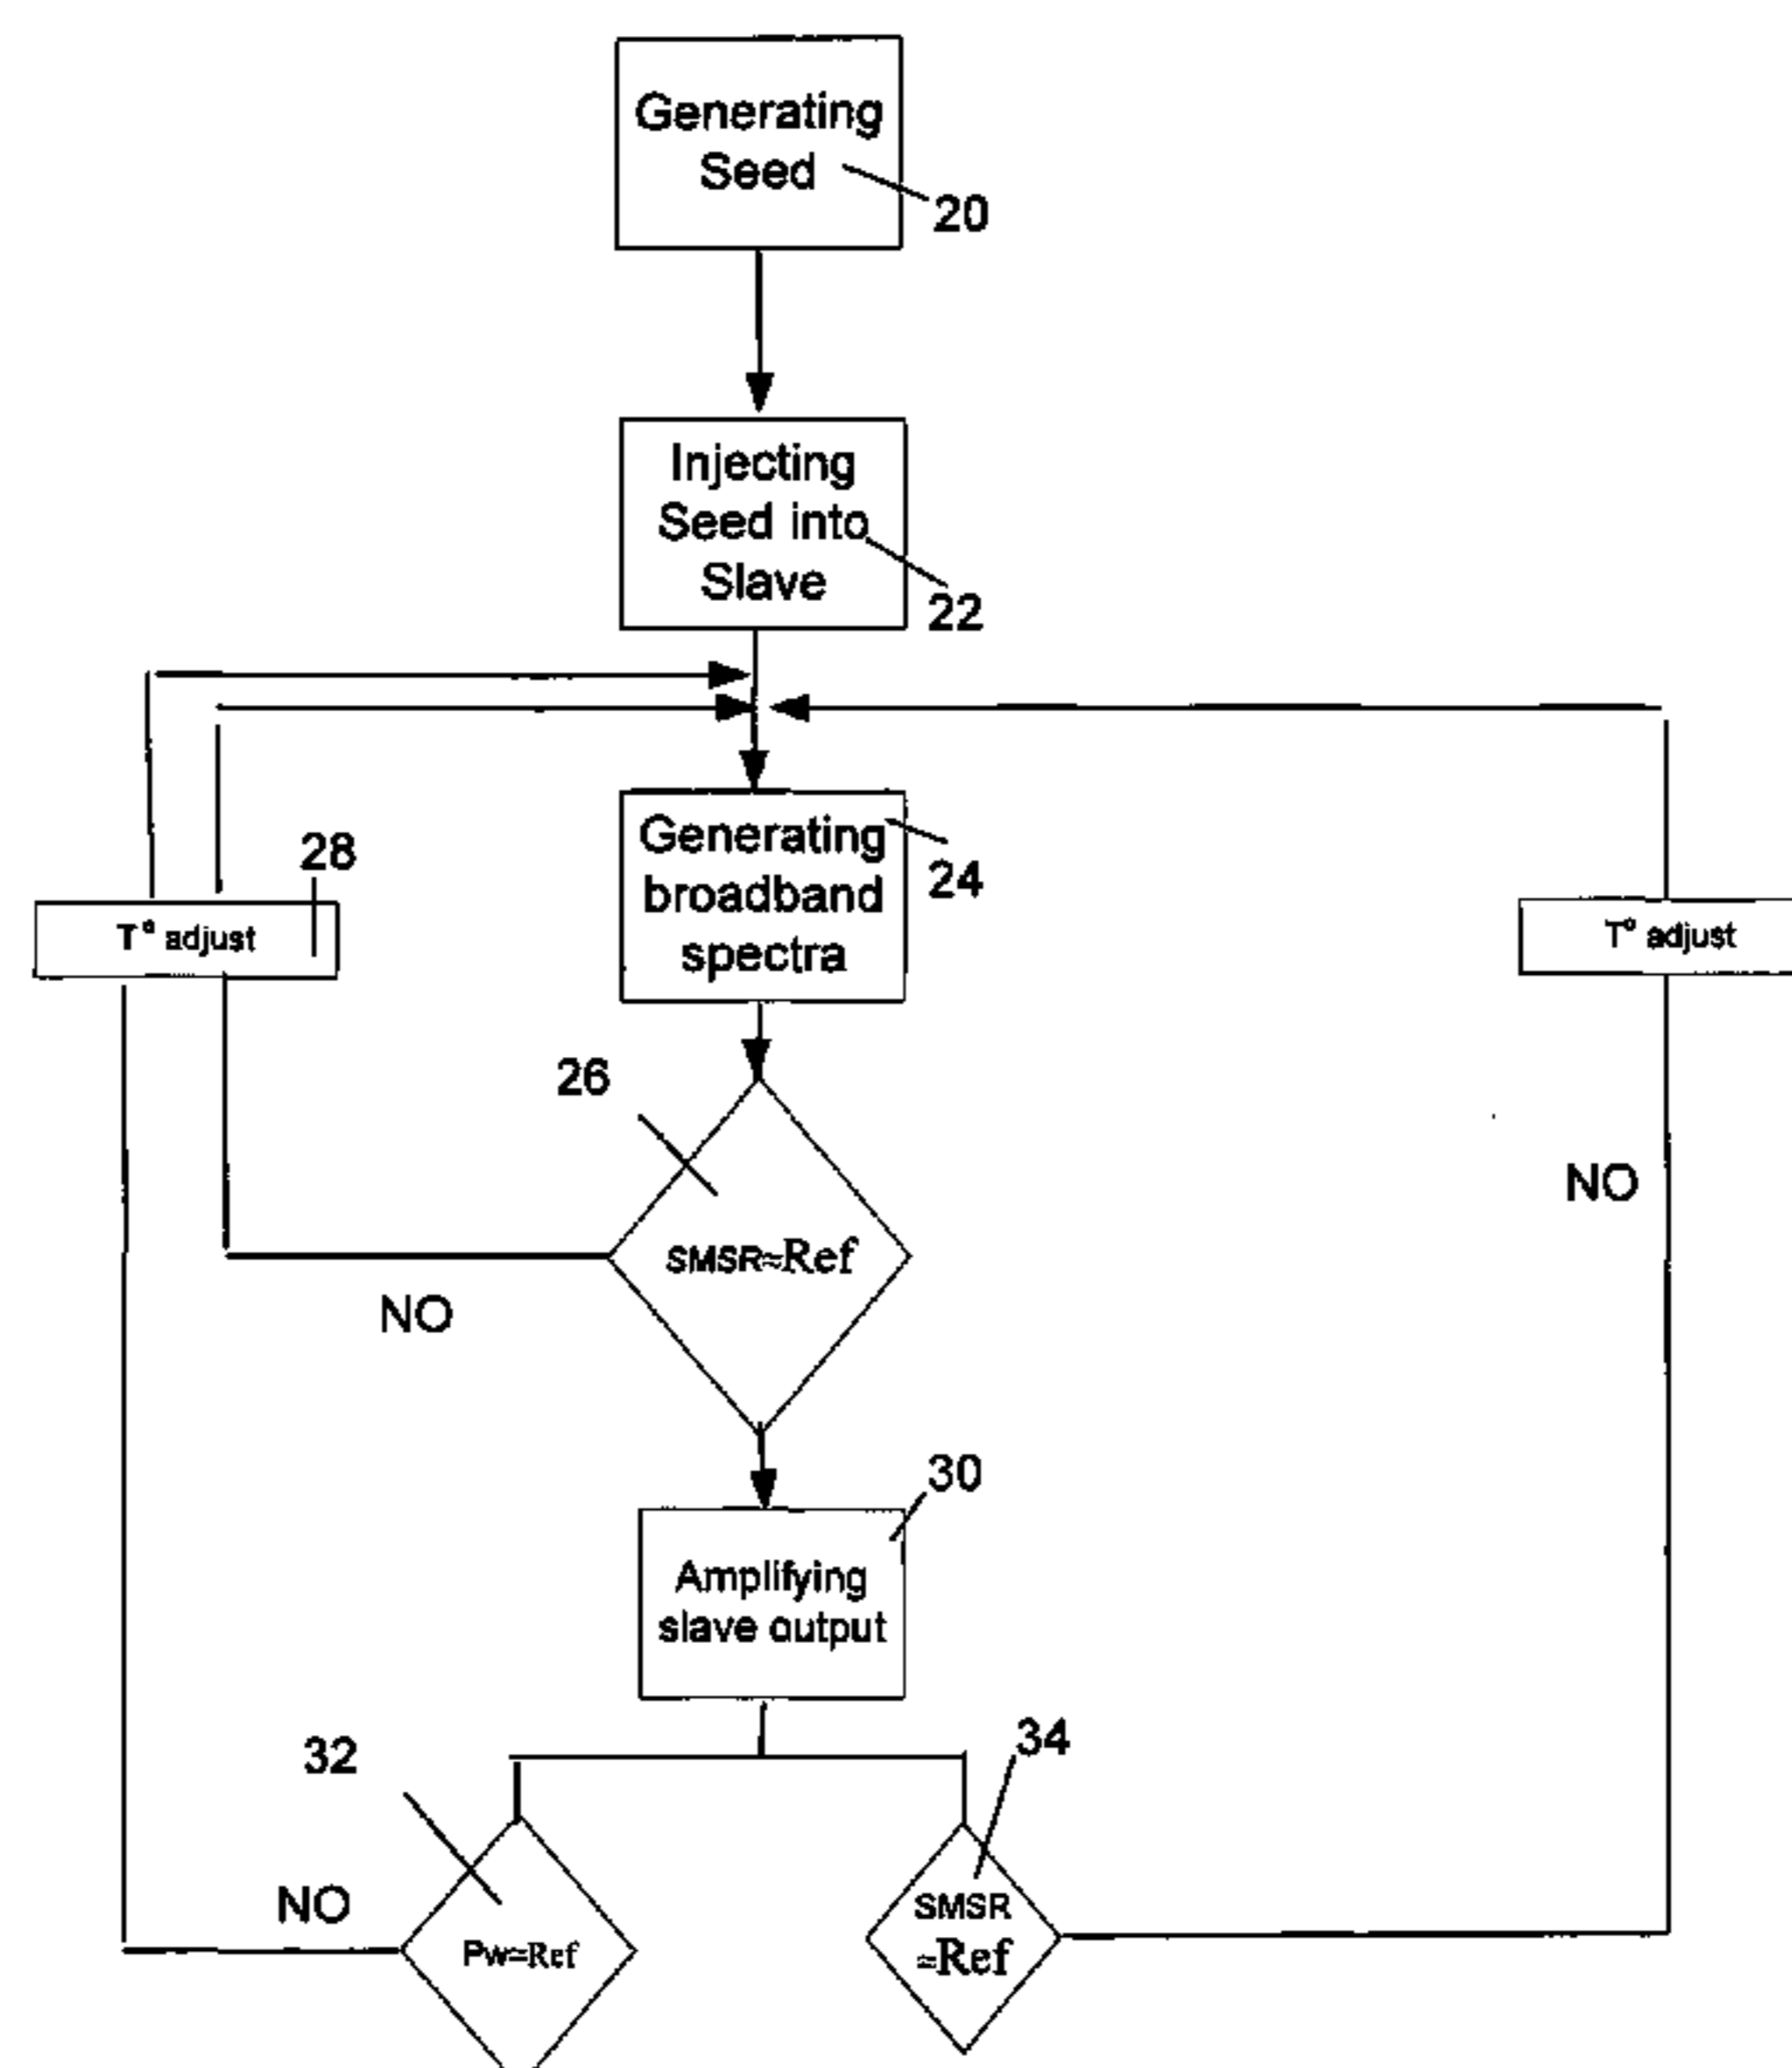 Generating
Seed
20
Injecting
Seed into
Slave
22
28
Generating
broadband
spectra
24
T° adjust
T° adjust
26
NO
SMSR≈Ref
NO
30
Amplifying
slave output
32
34
NO
SMSR
≈Ref
Pw≈Ref